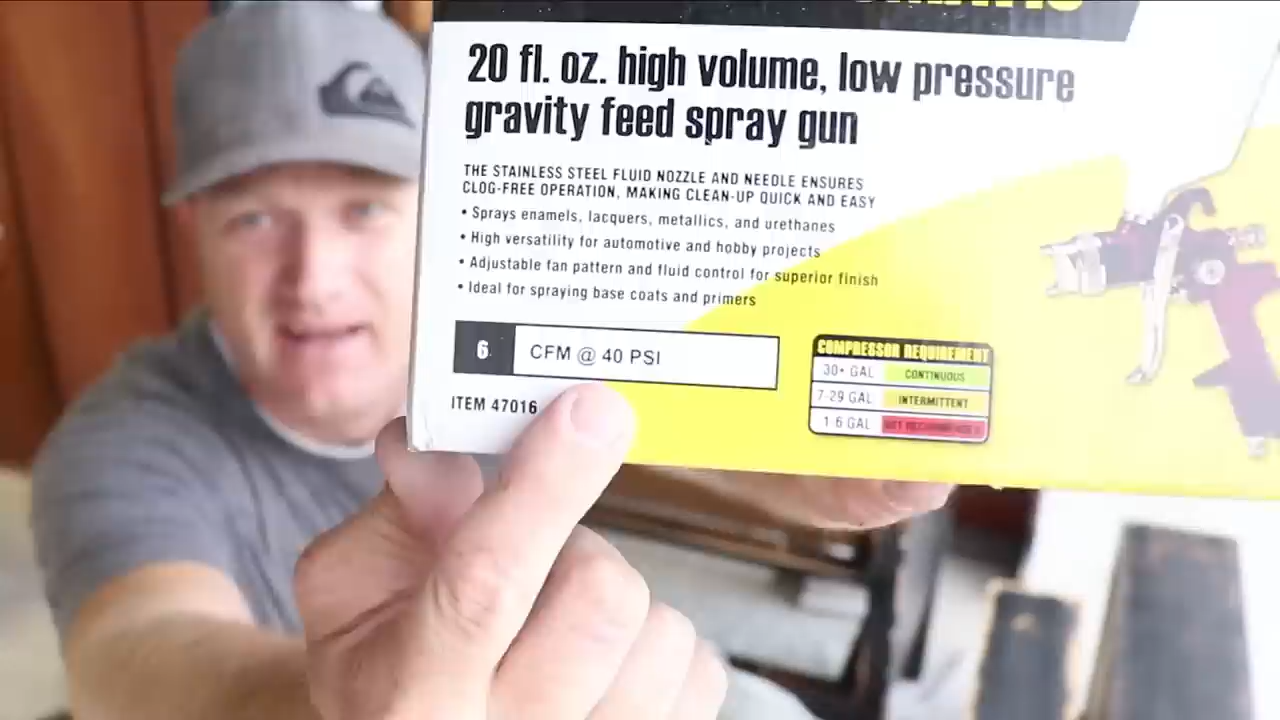 20 fl. oz. high volume, low pressure
gravity feed spray gun
THE STAINLESS STEEL FLUID NOZZLE AND NEEDLE ENSURES
CLOG-FREE OPERATION, MAKING CLEAN-UP QUICK AND EASY
• Sprays enamels, lacquers, metallics, and urethanes
• High versatility for automotive and hobby projects
• Adjustable fan pattern and fluid control for superior finish
• Ideal for spraying base coats and primers
6 CFM @ 40 PSI
ITEM 47016
COMPRESSOR REQUIREMENT
30+ GAL CONTINUOUS
7-29 GAL INTERMITTENT
1-6 GAL NOT RECOMMENDED